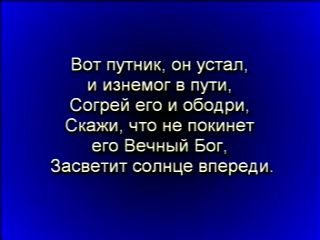 Вот путник, он устал,
и изнемог в пути,
Согрей его и ободри,
Скажи, что не покинет
его Вечный Бог,
Засветит солнце впереди.